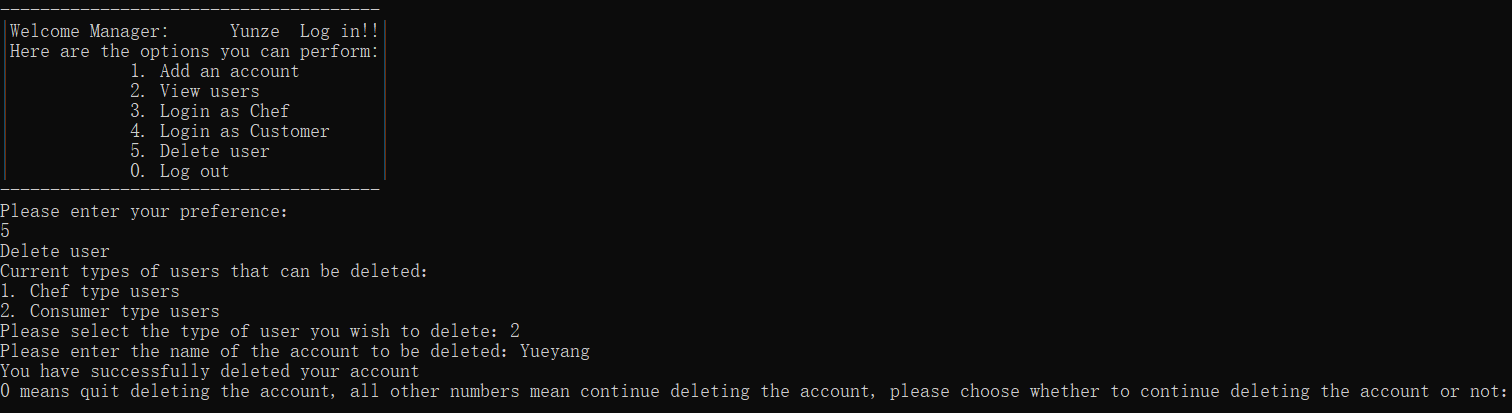 Welcome Manager:      Yunze  Log in!!
Here are the options you can perform:
1. Add an account
2. View users
3. Login as Chef
4. Login as Customer
5. Delete user
0. Log out
Please enter your preference:
5
Delete user
Current types of users that can be deleted:
1. Chef type users
2. Consumer type users
Please select the type of user you wish to delete: 2
Please enter the name of the account to be deleted: Yueyang
You have successfully deleted your account
0 means quit deleting the account, all other numbers mean continue deleting the account, please choose whether to continue deleting the account or not: